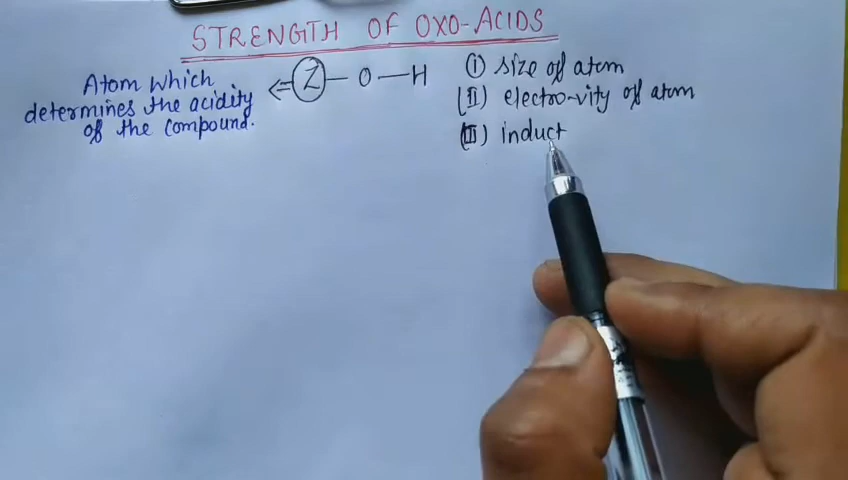 STRENGTH OF OXO-ACIDS
Atom which
determines the acidity
of the compound.
⇐ Z — O — H
(I) size of atom
(II) electro-vity of atom
(III) induct